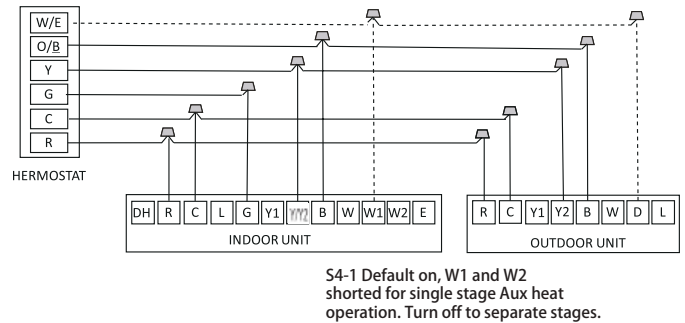 W/E
O/B
Y
G
C
R
HERMOSTAT
DH R C L G Y1 Y/Y2 B W W1 W2 E
INDOOR UNIT
R C Y1 Y2 B W D L
OUTDOOR UNIT
S4-1 Default on, W1 and W2
shorted for single stage Aux heat
operation. Turn off to separate stages.